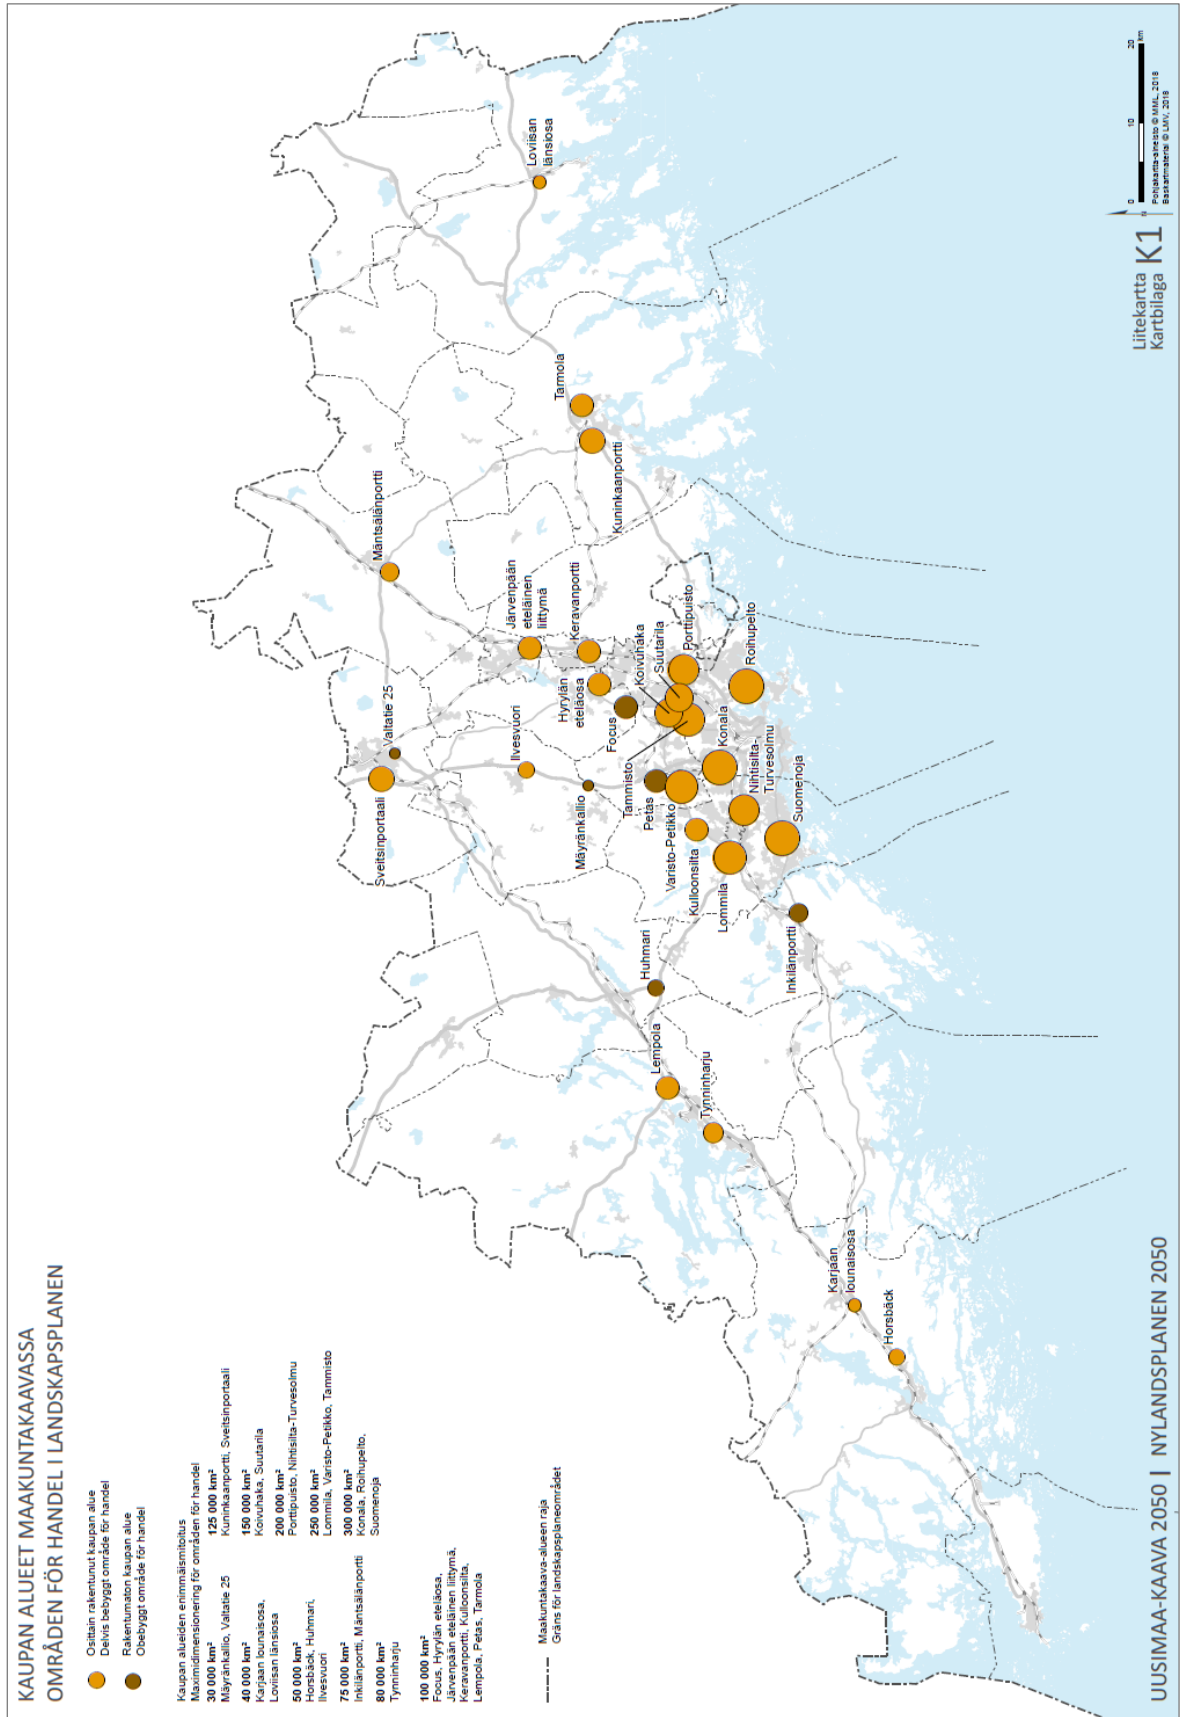 KAUPAN ALUEET MAAKUNTAKAAVASSA
OMRÅDEN FÖR HANDEL I LANDSKAPSPLANEN
Osittain rakentunut kaupan alue
Delvis bebyggt område för handel
Rakentumaton kaupan alue
Obebyggt område för handel
Kaupan alueiden enimmäismitoitus
Maximidimensionering för områden för handel
30 000 km²
Mäyränkallio, Valtatie 25
40 000 km²
Karjaan lounaisosa,
Loviisan länsiosa
50 000 km²
Horsbäck, Huhmari,
Ilvesvuori
75 000 km²
Inkilänportti, Mäntsälänportti
80 000 km²
Tynninharju
100 000 km²
Focus, Hyrylän eteläosa,
Järvenpään eteläinen liittymä,
Keravanportti, Kulloonsilta,
Lempola, Petas, Tarmola
125 000 km²
Kuninkaanportti, Sveitsinportaali
150 000 km²
Koivuhaka, Suutarila
200 000 km²
Porttipuisto, Nihtisilta-Turvesolmu
250 000 km²
Lommila, Varisto-Petikko, Tammisto
300 000 km²
Konala, Roihupelto,
Suomenoja
Maakuntakaava-alueen raja
Gräns för landskapsplaneområdet
Sveitsinportaali
Valtatie 25
Mäntsälänportti
Ilvesvuori
Järvenpään
eteläinen
liittymä
Mäyränkallio
Hyrylän
eteläosa
Keravanportti
Loviisan
länsiosa
Tarmola
Kuninkaanportti
Focus
Koivuhaka
Suutarila
Porttipuisto
Tammisto
Petas
Varisto-Petikko
Kulloonsilta
Lommila
Konala
Roihupelto
Nihtisilta-
Turvesolmu
Suomenoja
Huhmari
Inkilänportti
Lempola
Tynninharju
Karjaan
lounaisosa
Horsbäck
UUSIMAA-KAAVA 2050 | NYLANDSPLANEN 2050
Liitekartta
Kartbilaga
K1
N
0 10 20
km
Pohjakartta-aineisto © MML, 2018
Baskartmaterial © LMV, 2018